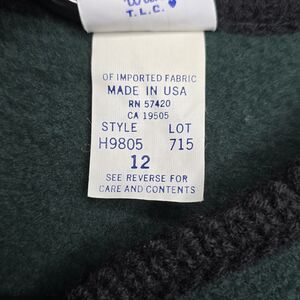 T.L.C.
OF IMPORTED FABRIC
MADE IN USA
RN 57420
CA 19505
STYLE LOT
H9805 715
12
SEE REVERSE FOR
CARE AND CONTENTS